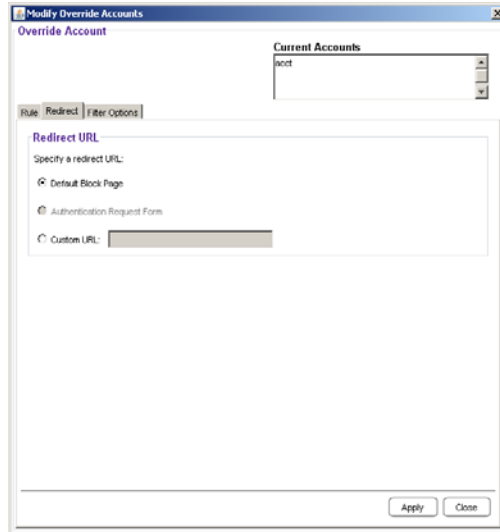 Modify Override Accounts
Override Account
Current Accounts
acct
Rule Redirect Filter Options
Redirect URL
Specify a redirect URL:
Default Block Page
Authentication Request Form
Custom URL:
Apply Close